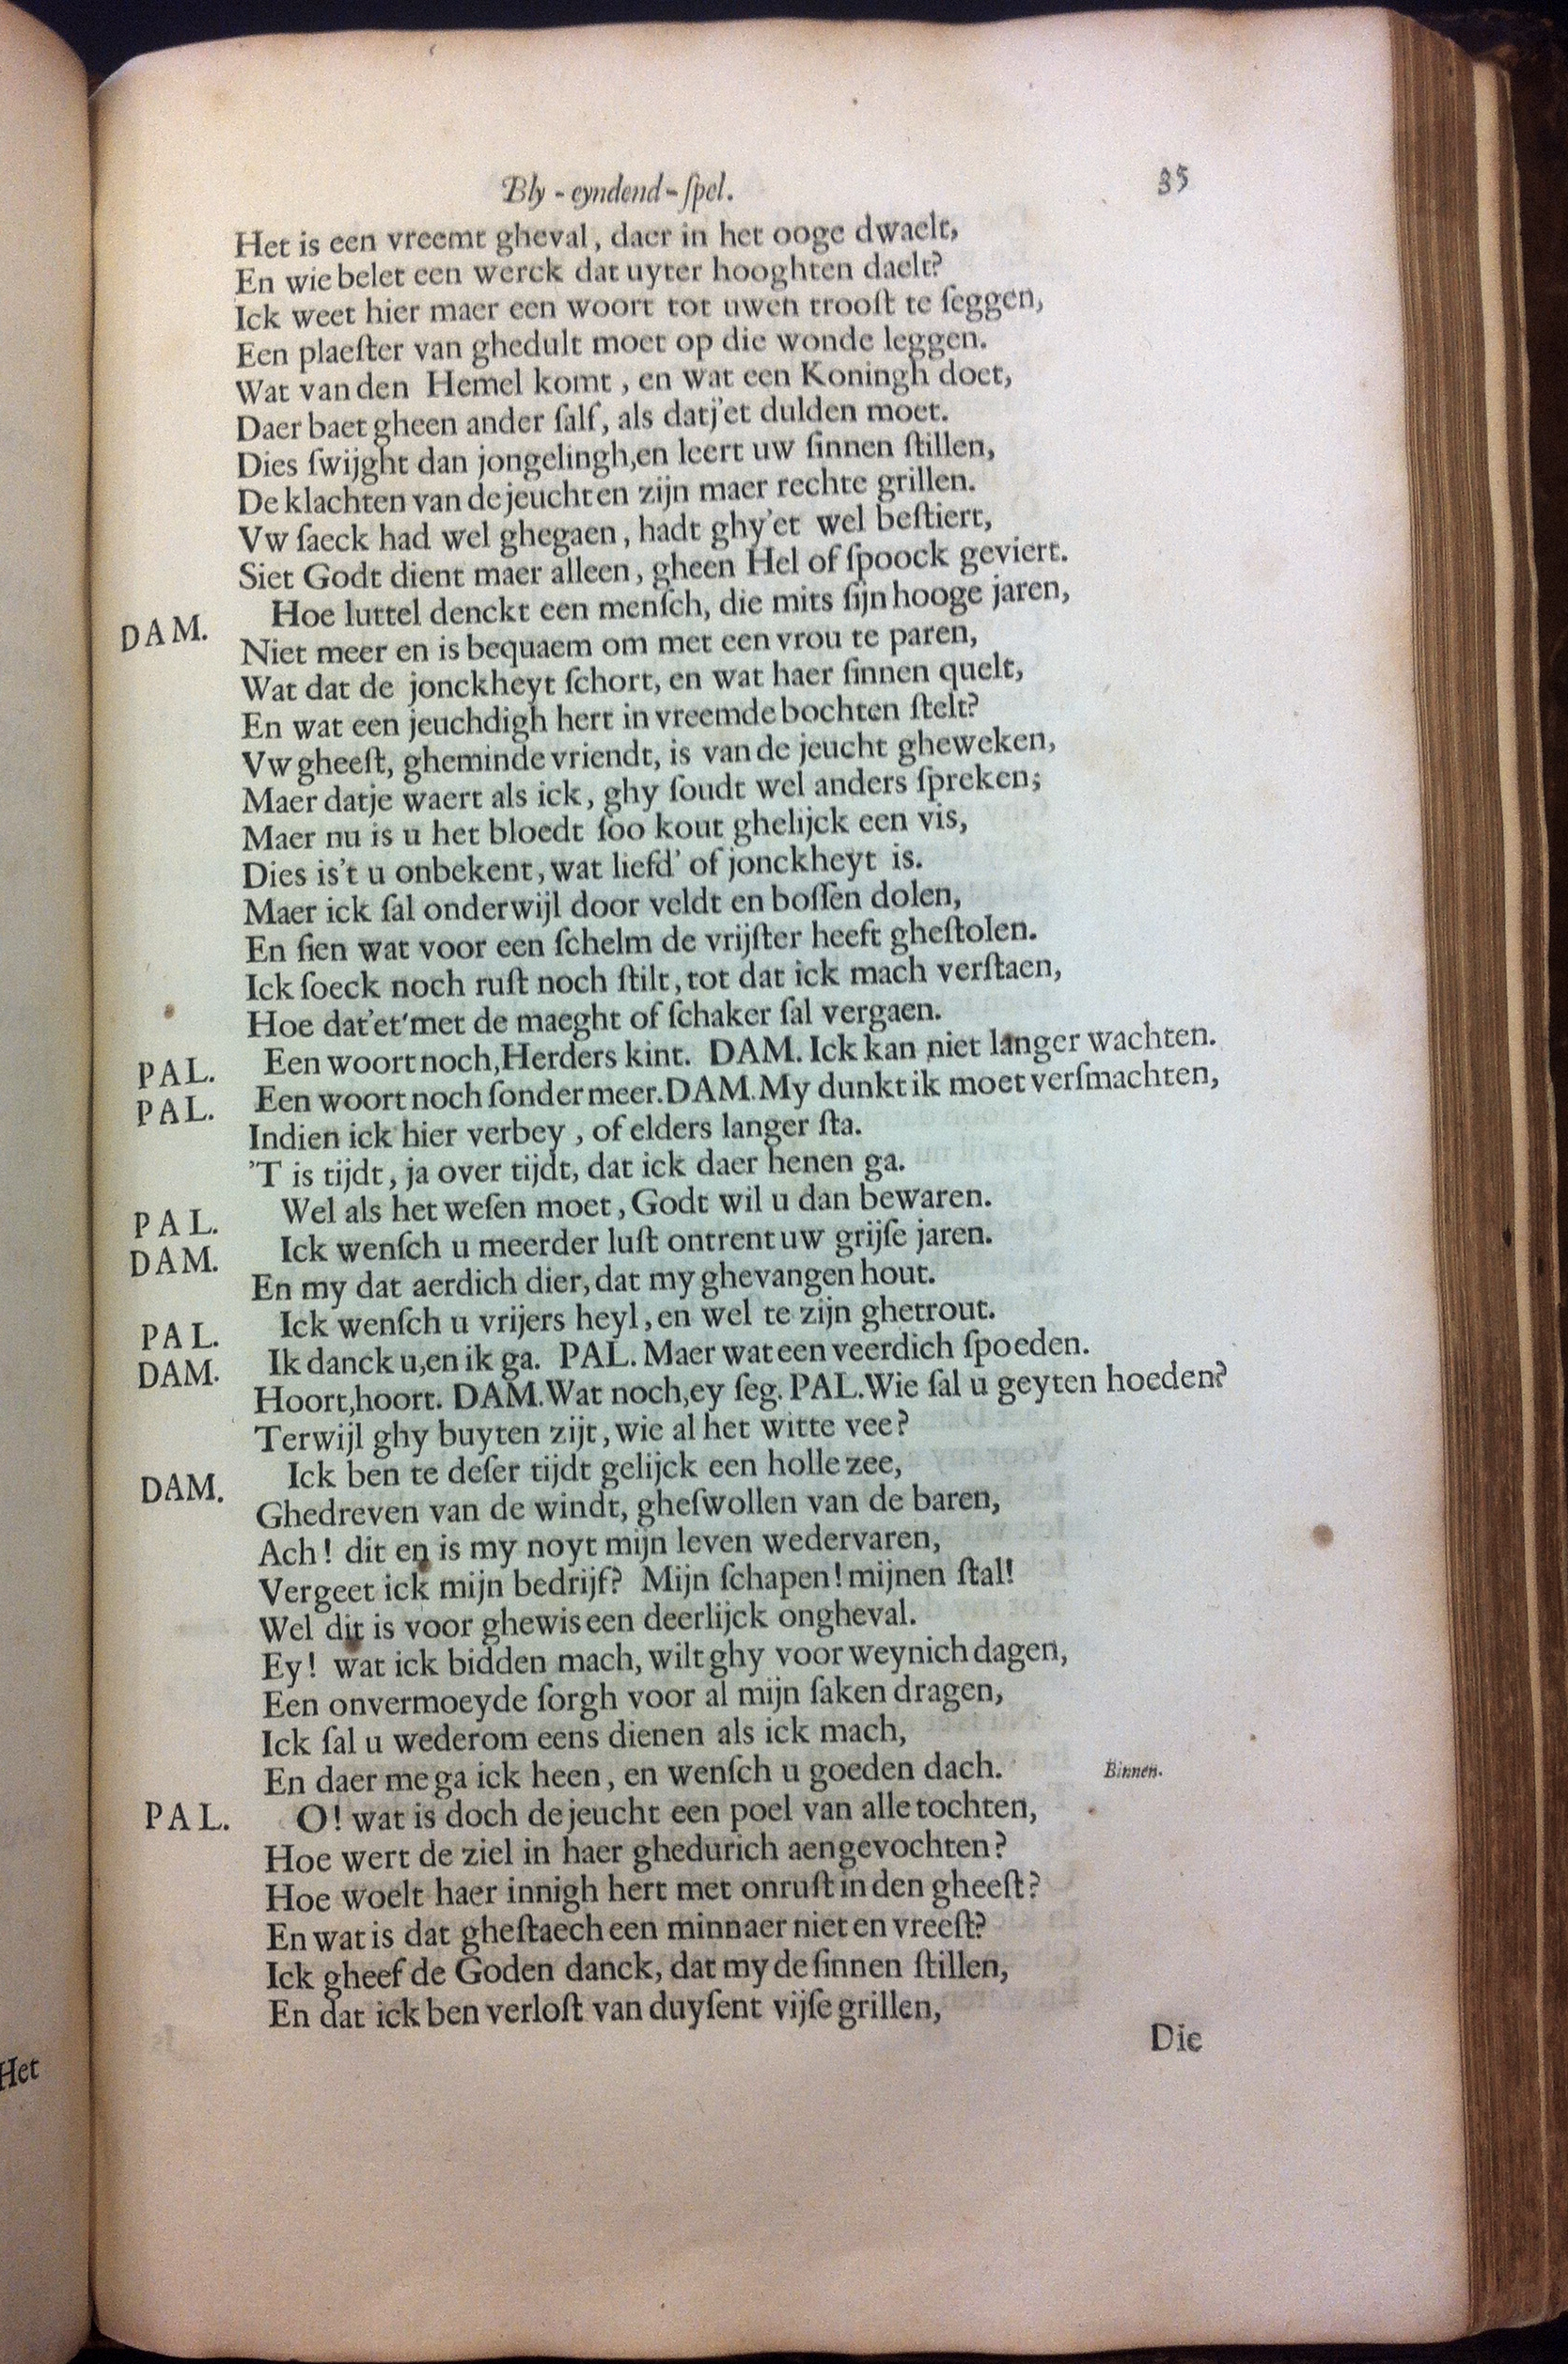 Bly-eyndend-ſpel. 35
Het is een vreemt gheval, daer in het ooge dwaelt,
En wie belet een werck dat uyter hooghten daelt?
Ick weet hier maer een woort tot uwen trooſt te ſeggen,
Een plaeſter van ghedult moet op die wonde leggen.
Wat van den Hemel komt, en wat een Koningh doet,
Daer baet gheen ander ſalf, als datj'et dulden moet.
Dies ſwijght dan jongelingh, en leert uw ſinnen ſtillen,
De klachten van de jeuchten zijn maer rechte grillen.
Vw ſaeck had wel ghegaen, hadt ghy'et wel beſtiert,
Siet Godt dient maer alleen, gheen Hel of ſpoock geviert.
DAM. Hoe luttel denckt een menſch, die mits ſijn hooge jaren,
Niet meer en is bequaem om met een vrou te paren,
Wat dat de jonckheyt ſchort, en wat haer ſinnen quelt,
En wat een jeuchdigh hert in vreemde bochten ſtelt?
Vw gheeſt, gheminde vriendt, is van de jeucht gheweken,
Maer datje waert als ick, ghy ſoudt wel anders ſpreken;
Maer nu is u het bloedt ſoo kout ghelijck een vis,
Dies is't u onbekent, wat liefd' of jonckheyt is.
Maer ick ſal onderwijl door veldt en boſſen dolen,
En ſien wat voor een ſchelm de vrijſter heeft gheſtolen.
Ick ſoeck noch ruſt noch ſtilt, tot dat ick mach verſtaen,
Hoe dat'et'met de maeght of ſchaker ſal vergaen.
PAL. Een woort noch, Herders kint. DAM. Ick kan niet langer wachten.
PAL. Een woort noch ſonder meer. DAM. My dunkt ik moet verſmachten,
Indien ick hier verbey, of elders langer ſta.
'T is tijdt, ja over tijdt, dat ick daer henen ga.
PAL. Wel als het weſen moet, Godt wil u dan bewaren.
DAM. Ick wenſch u meerder luſt ontrent uw grijſe jaren.
En my dat aerdich dier, dat my ghevangen hout.
PAL. Ick wenſch u vrijers heyl, en wel te zijn ghetrout.
DAM. Ik danck u, en ik ga. PAL. Maer wat een veerdich ſpoeden.
Hoort, hoort. DAM. Wat noch, ey ſeg. PAL. Wie ſal u geyten hoeden?
Terwijl ghy buyten zijt, wie al het witte vee?
DAM. Ick ben te deſer tijdt gelijck een holle zee,
Ghedreven van de windt, gheſwollen van de baren,
Ach! dit en is my noyt mijn leven wedervaren,
Vergeet ick mijn bedrijf? Mijn ſchapen! mijnen ſtal!
Wel dit is voor ghewis een deerlijck ongheval.
Ey! wat ick bidden mach, wilt ghy voor weynich dagen,
Een onvermoeyde ſorgh voor al mijn ſaken dragen,
Ick ſal u wederom eens dienen als ick mach,
En daer me ga ick heen, en wenſch u goeden dach. Binnen.
PAL. O! wat is doch de jeucht een poel van alle tochten,
Hoe wert de ziel in haer ghedurich aengevochten?
Hoe woelt haer innigh hert met onruſt in den gheeſt?
En wat is dat gheſtaech een minnaer niet en vreeſt?
Ick gheef de Goden danck, dat my de ſinnen ſtillen,
En dat ick ben verloſt van duyſent vijſe grillen,
Die
Het